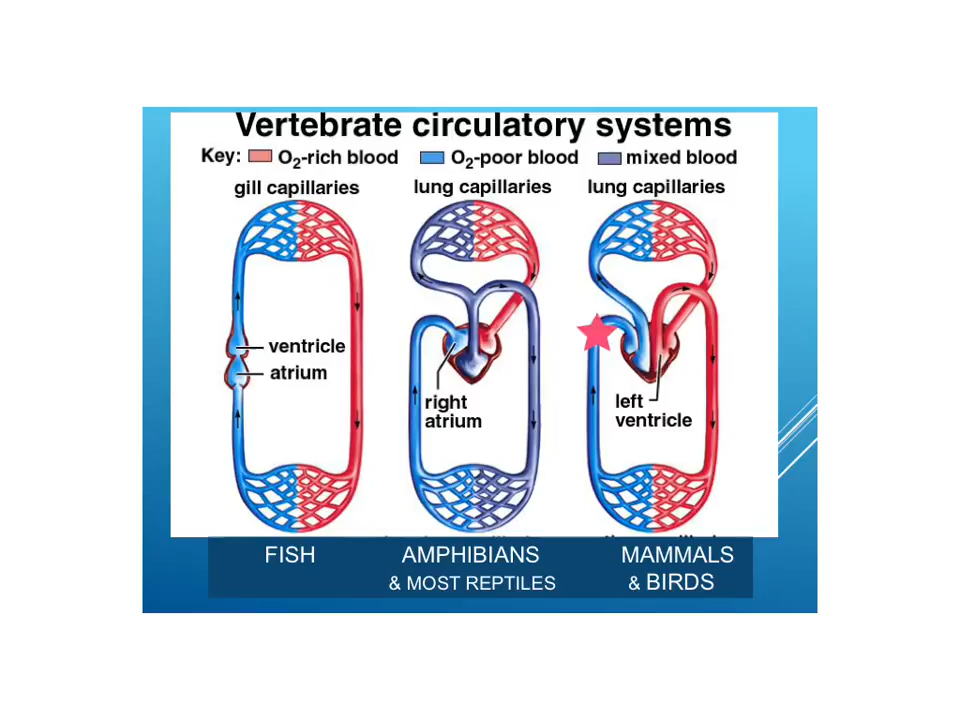 Vertebrate circulatory systems
Key: O2-rich blood O2-poor blood mixed blood
gill capillaries lung capillaries lung capillaries
ventricle
atrium
right
atrium
left
ventricle
FISH AMPHIBIANS MAMMALS
& MOST REPTILES & BIRDS